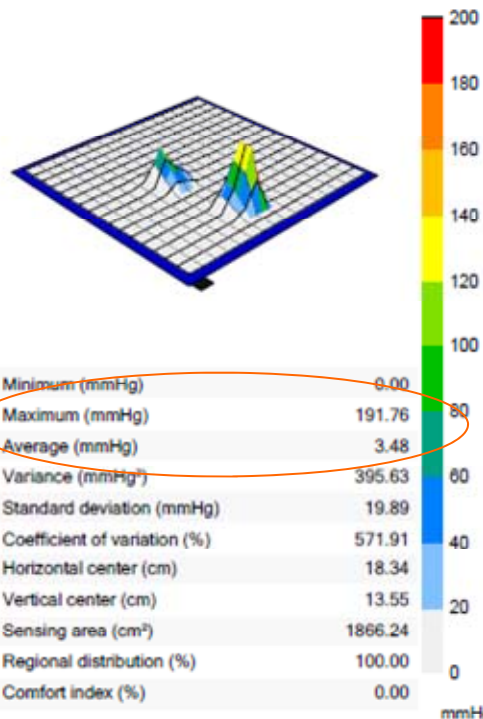 200
180
160
140
120
100
80
60
40
20
0
mmH
Minimum (mmHg) 0.00
Maximum (mmHg) 191.76
Average (mmHg) 3.48
Variance (mmHg²) 395.63
Standard deviation (mmHg) 19.89
Coefficient of variation (%) 571.91
Horizontal center (cm) 18.34
Vertical center (cm) 13.55
Sensing area (cm²) 1866.24
Regional distribution (%) 100.00
Comfort index (%) 0.00